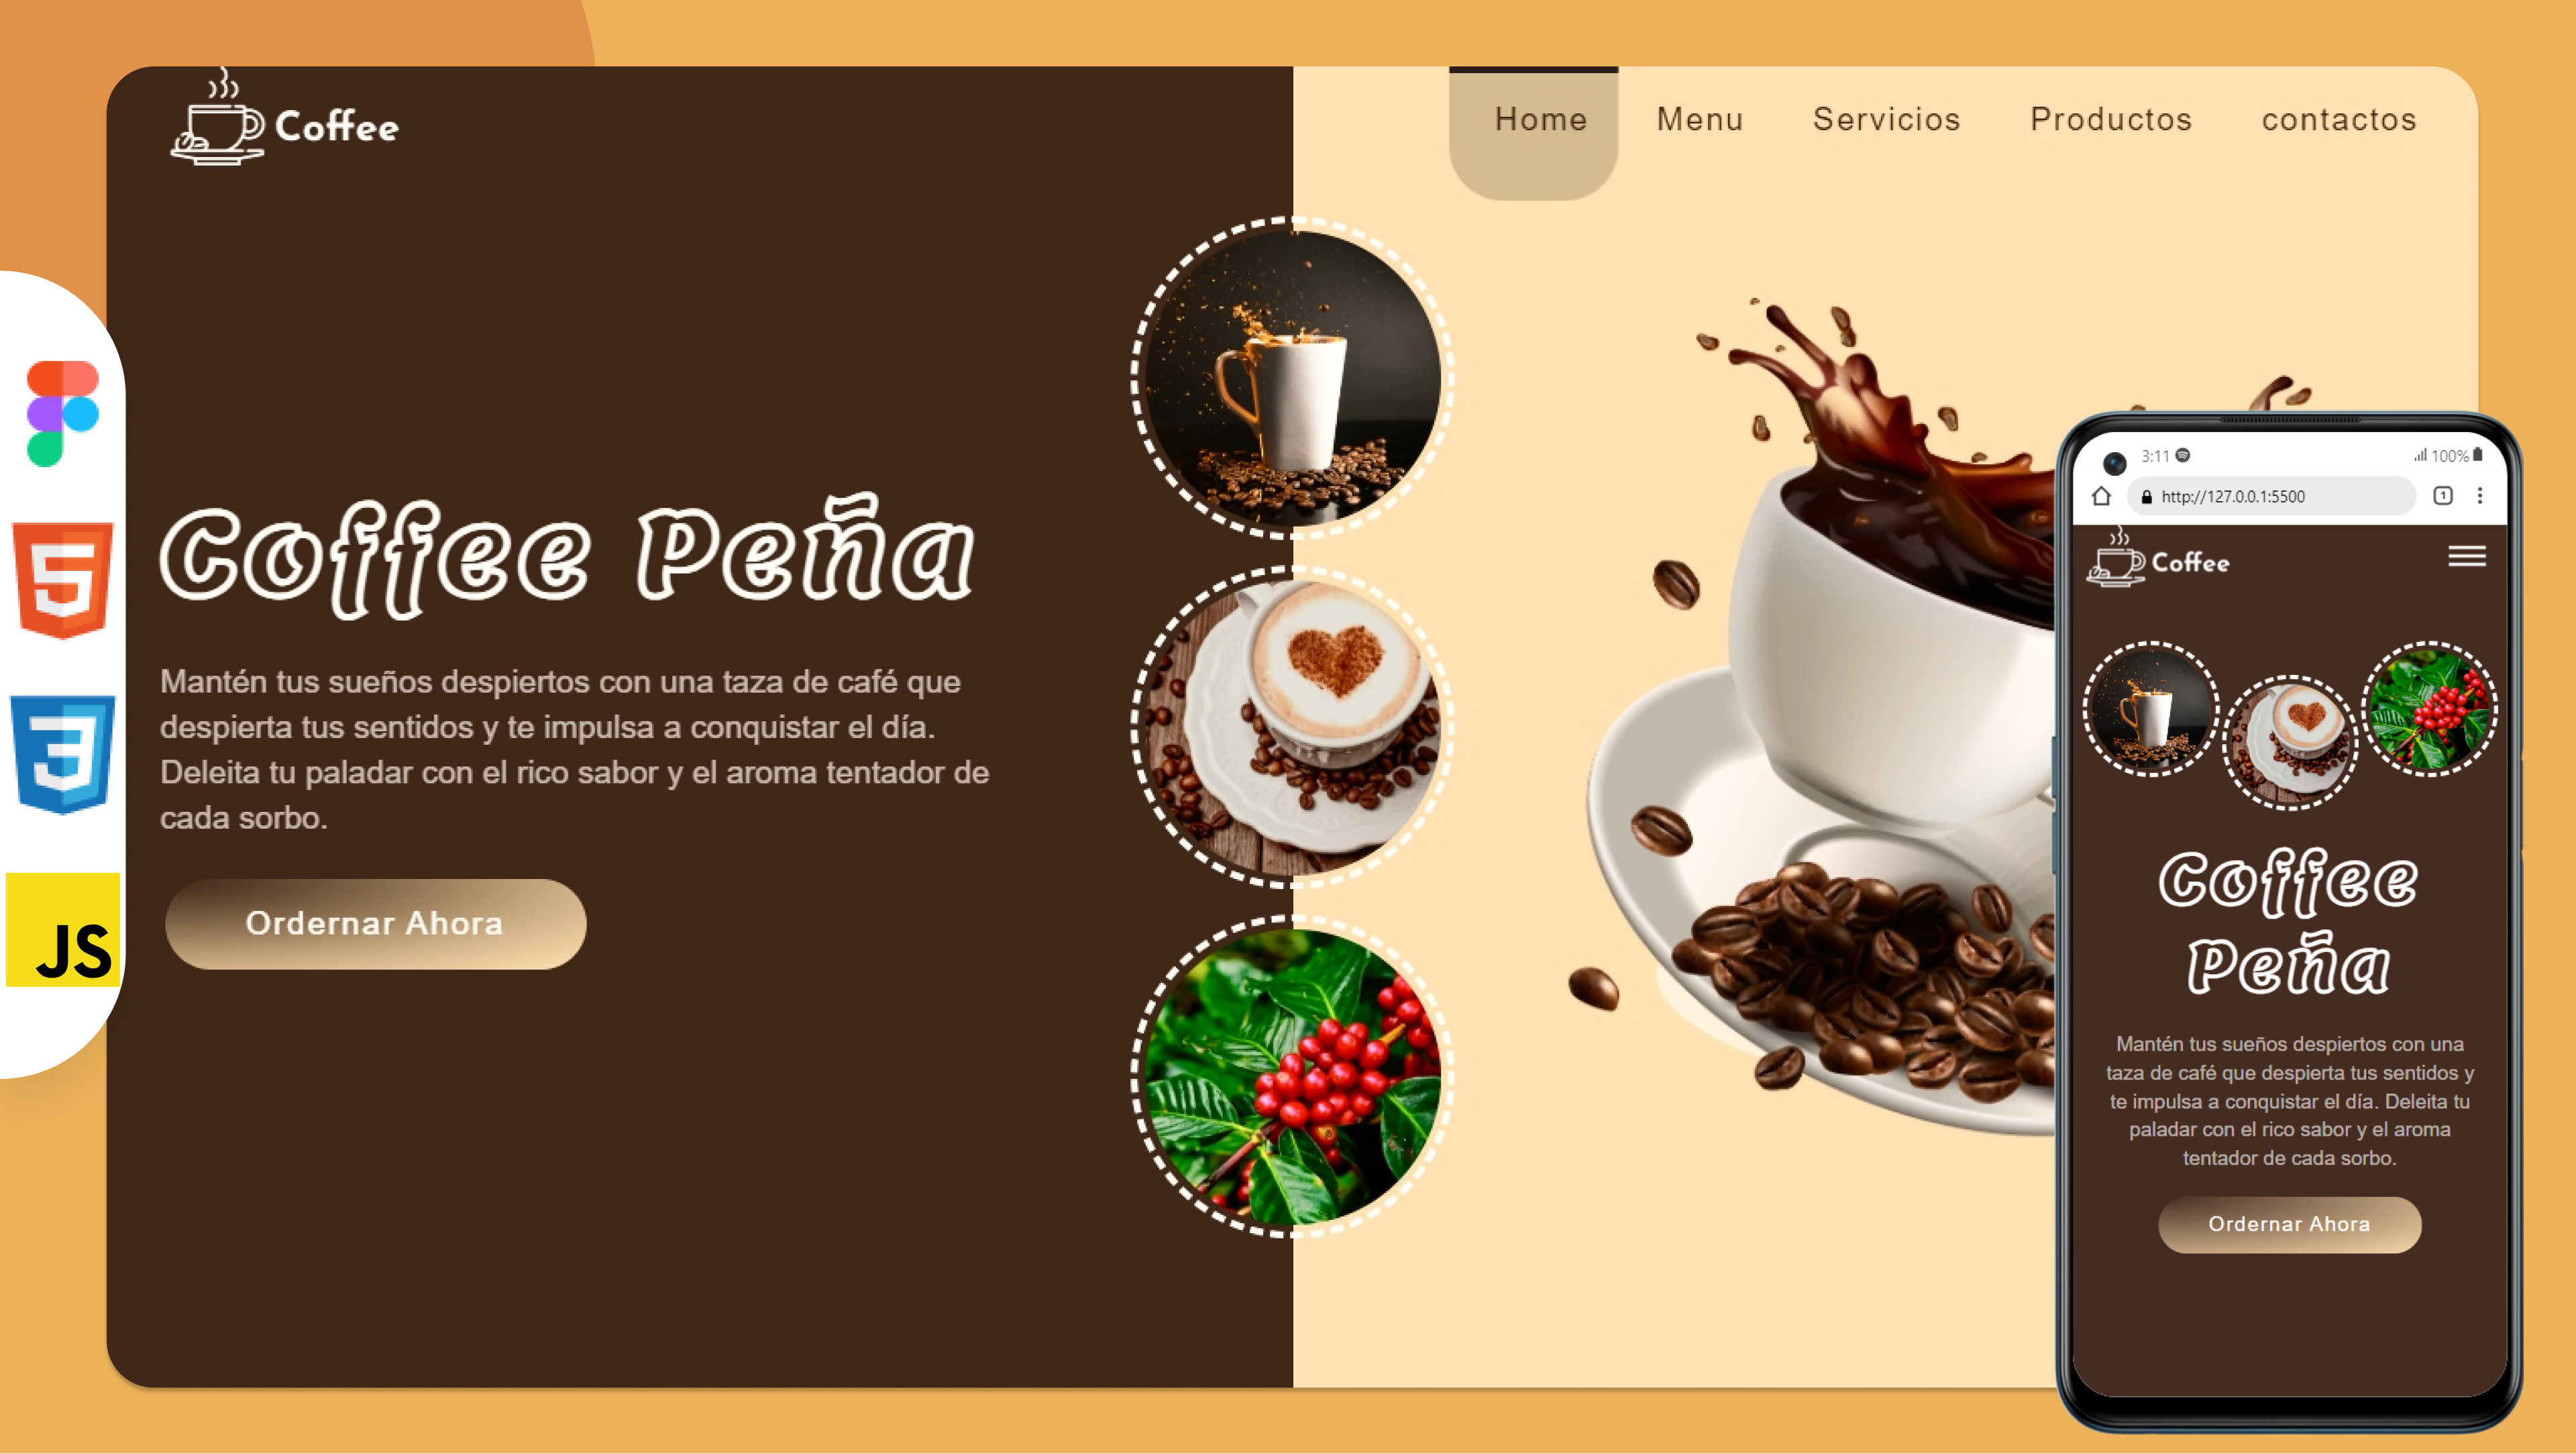 Coffee
Home
Menu
Servicios
Productos
contactos
Coffee Peña
Mantén tus sueños despiertos con una taza de café que
despierta tus sentidos y te impulsa a conquistar el día.
Deleita tu paladar con el rico sabor y el aroma tentador de
cada sorbo.
Ordernar Ahora
5
3
JS
3:11
100%
http://127.0.0.1:5500
1
Coffee
Coffee
Peña
Mantén tus sueños despiertos con una
taza de café que despierta tus sentidos y
te impulsa a conquistar el día. Deleita tu
paladar con el rico sabor y el aroma
tentador de cada sorbo.
Ordernar Ahora